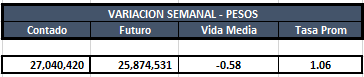 VARIACION SEMANAL - PESOS
Contado Futuro Vida Media Tasa Prom
27,040,420 25,874,531 -0.58 1.06